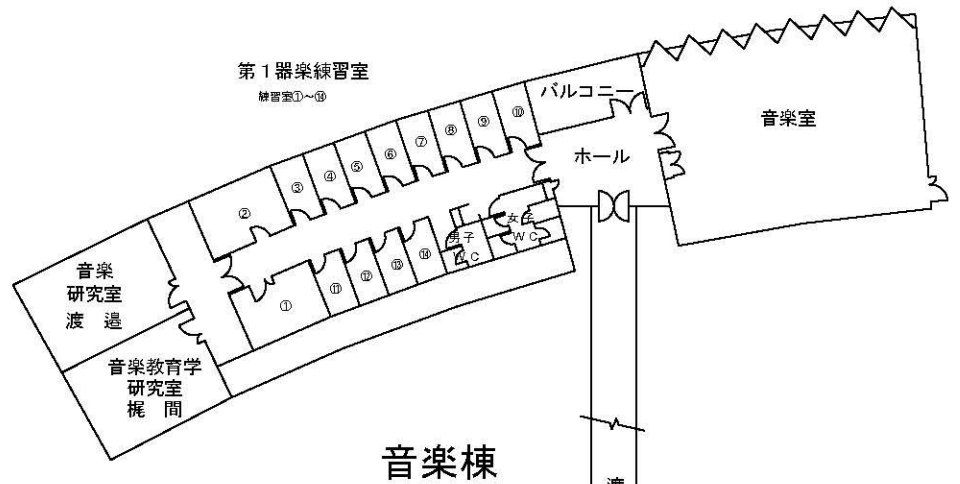 第１器楽練習室
練習室①～⑭
バルコニー
音楽室
ホール
⑩
⑨
⑧
⑦
⑥
⑤
④
③
②
女子
ＷＣ
男子
ＷＣ
⑭
⑬
⑫
⑪
①
音楽
研究室
渡　邉
音楽教育学
研究室
梶　間
音楽棟